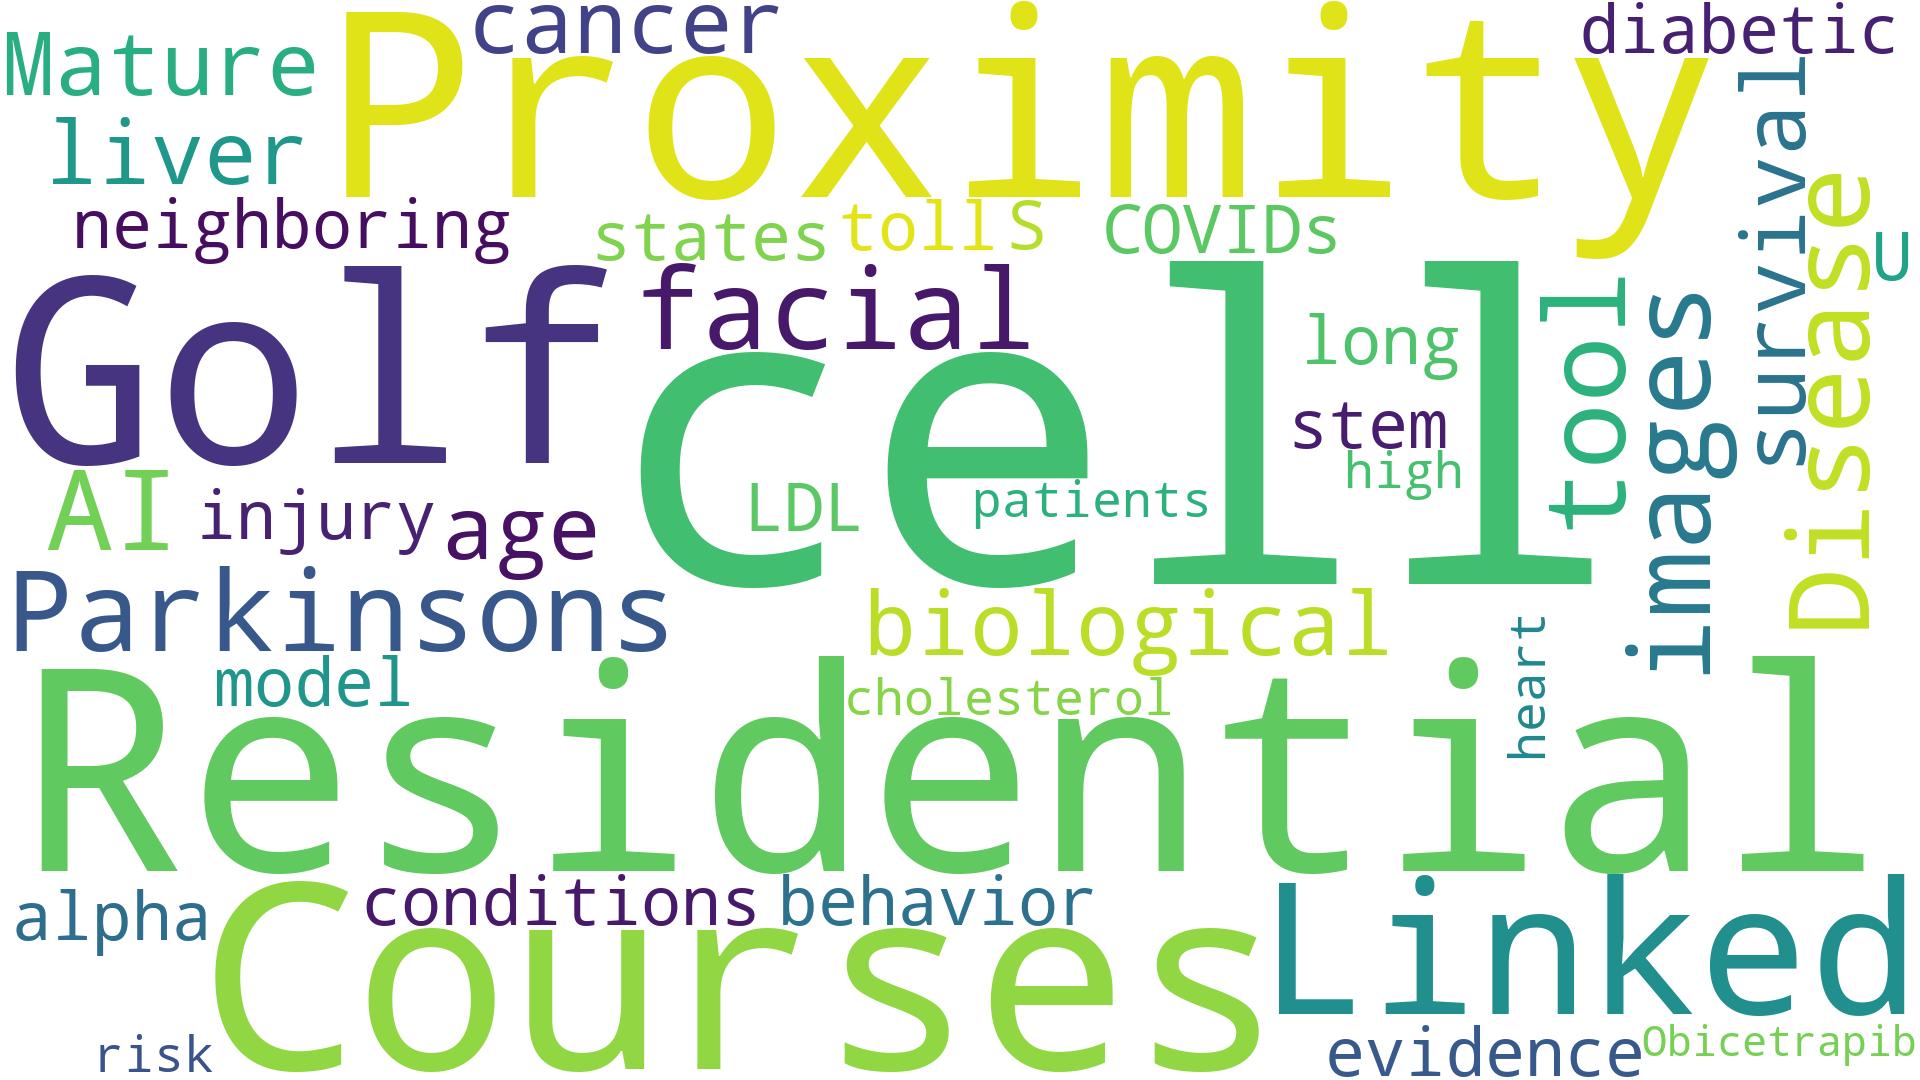 cancer
diabetic
Mature
Proximity
liver
survival
neighboring
states
toll
S
COVIDs
Disease
U
Golf
facial
cell
long
tool
images
stem
high
AI
injury
age
LDL
patients
Parkinsons
biological
heart
model
cholesterol
Residential
alpha
conditions
behavior
Courses
Linked
risk
evidence
Obicetrapib